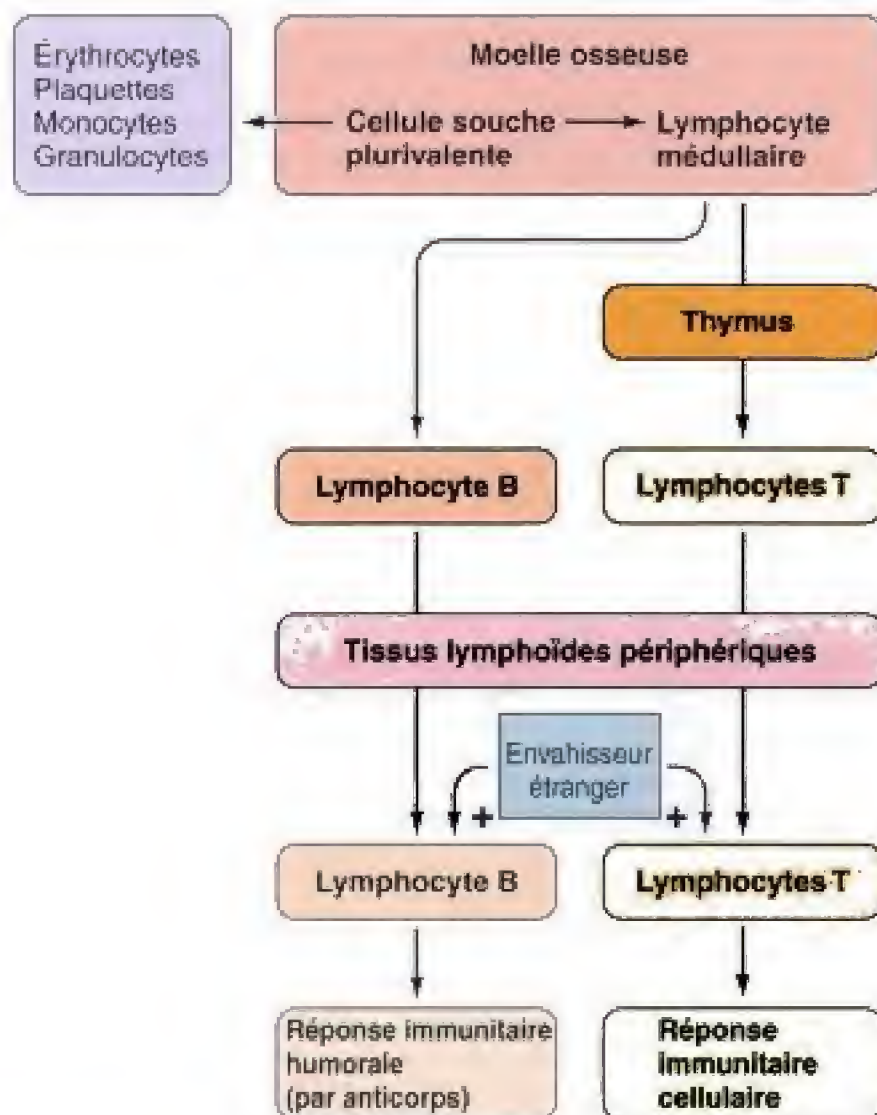 Érythrocytes
Plaquettes
Monocytes
Granulocytes
Moelle osseuse
Cellule souche
plurivalente
Lymphocyte
médullaire
Thymus
Lymphocyte B
Lymphocytes T
Tissus lymphoïdes périphériques
Envahisseur
étranger
+
+
Lymphocyte B
Lymphocytes T
Réponse immunitaire
humorale
(par anticorps)
Réponse
immunitaire
cellulaire